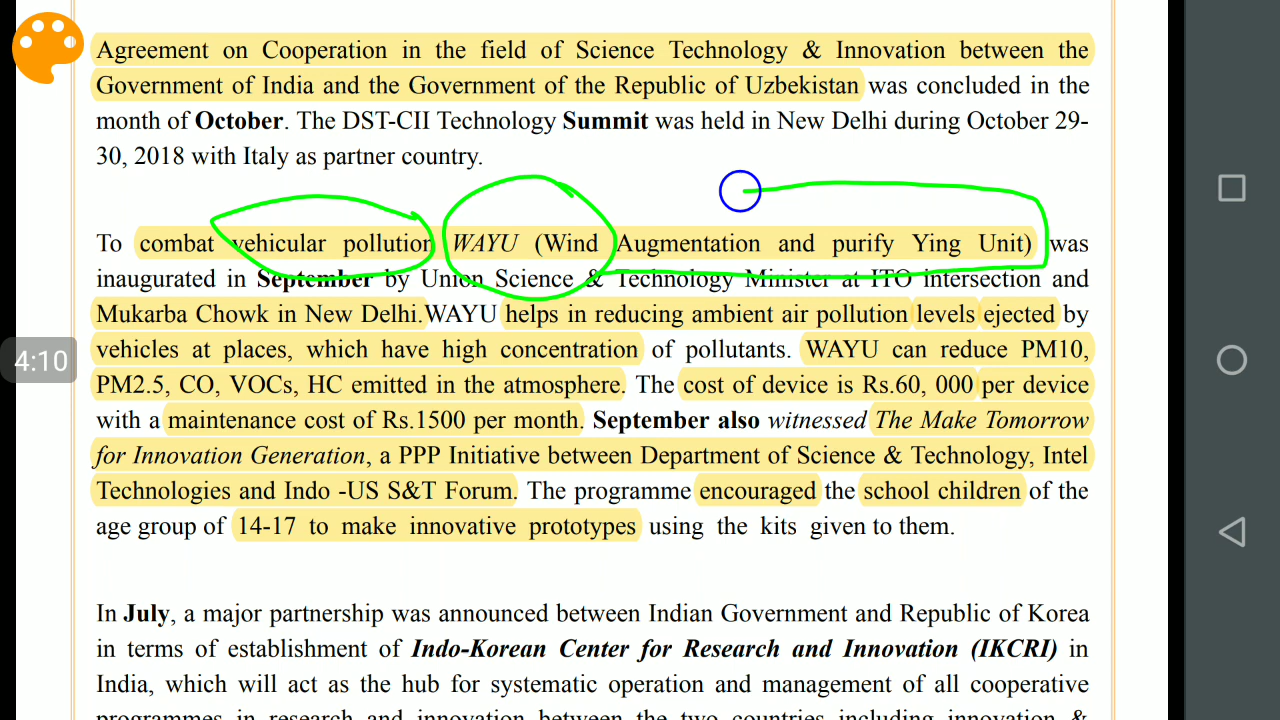 Agreement on Cooperation in the field of Science Technology & Innovation between the
Government of India and the Government of the Republic of Uzbekistan was concluded in the
month of October. The DST-CII Technology Summit was held in New Delhi during October 29-
30, 2018 with Italy as partner country.
To combat vehicular pollution WAYU (Wind Augmentation and purify Ying Unit) was
inaugurated in September by Union Science & Technology Minister at ITO intersection and
Mukarba Chowk in New Delhi.WAYU helps in reducing ambient air pollution levels ejected by
4:10
vehicles at places, which have high concentration of pollutants. WAYU can reduce PM10,
PM2.5, CO, VOCs, HC emitted in the atmosphere. The cost of device is Rs.60, 000 per device
with a maintenance cost of Rs.1500 per month. September also witnessed The Make Tomorrow
for Innovation Generation, a PPP Initiative between Department of Science & Technology, Intel
Technologies and Indo -US S&T Forum. The programme encouraged the school children of the
age group of 14-17 to make innovative prototypes using the kits given to them.
In July, a major partnership was announced between Indian Government and Republic of Korea
in terms of establishment of Indo-Korean Center for Research and Innovation (IKCRI) in
India, which will act as the hub for systematic operation and management of all cooperative
programmes in research and innovation between the two countries including innovation &